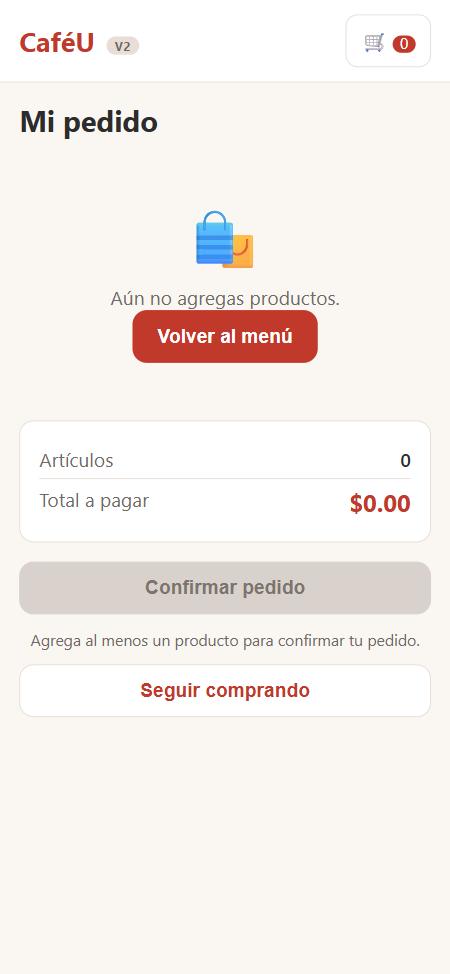 CaféU V2 0
Mi pedido
Aún no agregas productos.
Volver al menú
Artículos 0
Total a pagar $0.00
Confirmar pedido
Agrega al menos un producto para confirmar tu pedido.
Seguir comprando